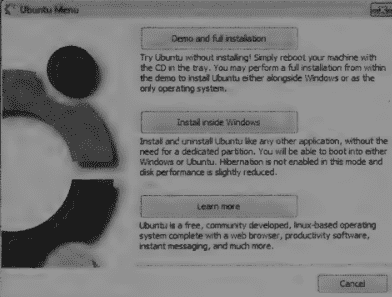 Ubuntu Menu
Demo and full installation
Try Ubuntu without installing! Simply reboot your machine with
the CD in the tray. You may perform a full installation from within
the demo to install Ubuntu either alongside Windows or as the
only operating system.
Install inside Windows
Install and uninstall Ubuntu like any other application, without the
need for a dedicated partition. You will be able to boot into either
Windows or Ubuntu. Hibernation is not enabled in this mode and
disk performance is slightly reduced.
Learn more
Ubuntu is a free, community developed, linux-based operating
system complete with a web browser, productivity software,
instant messaging, and much more.
Cancel